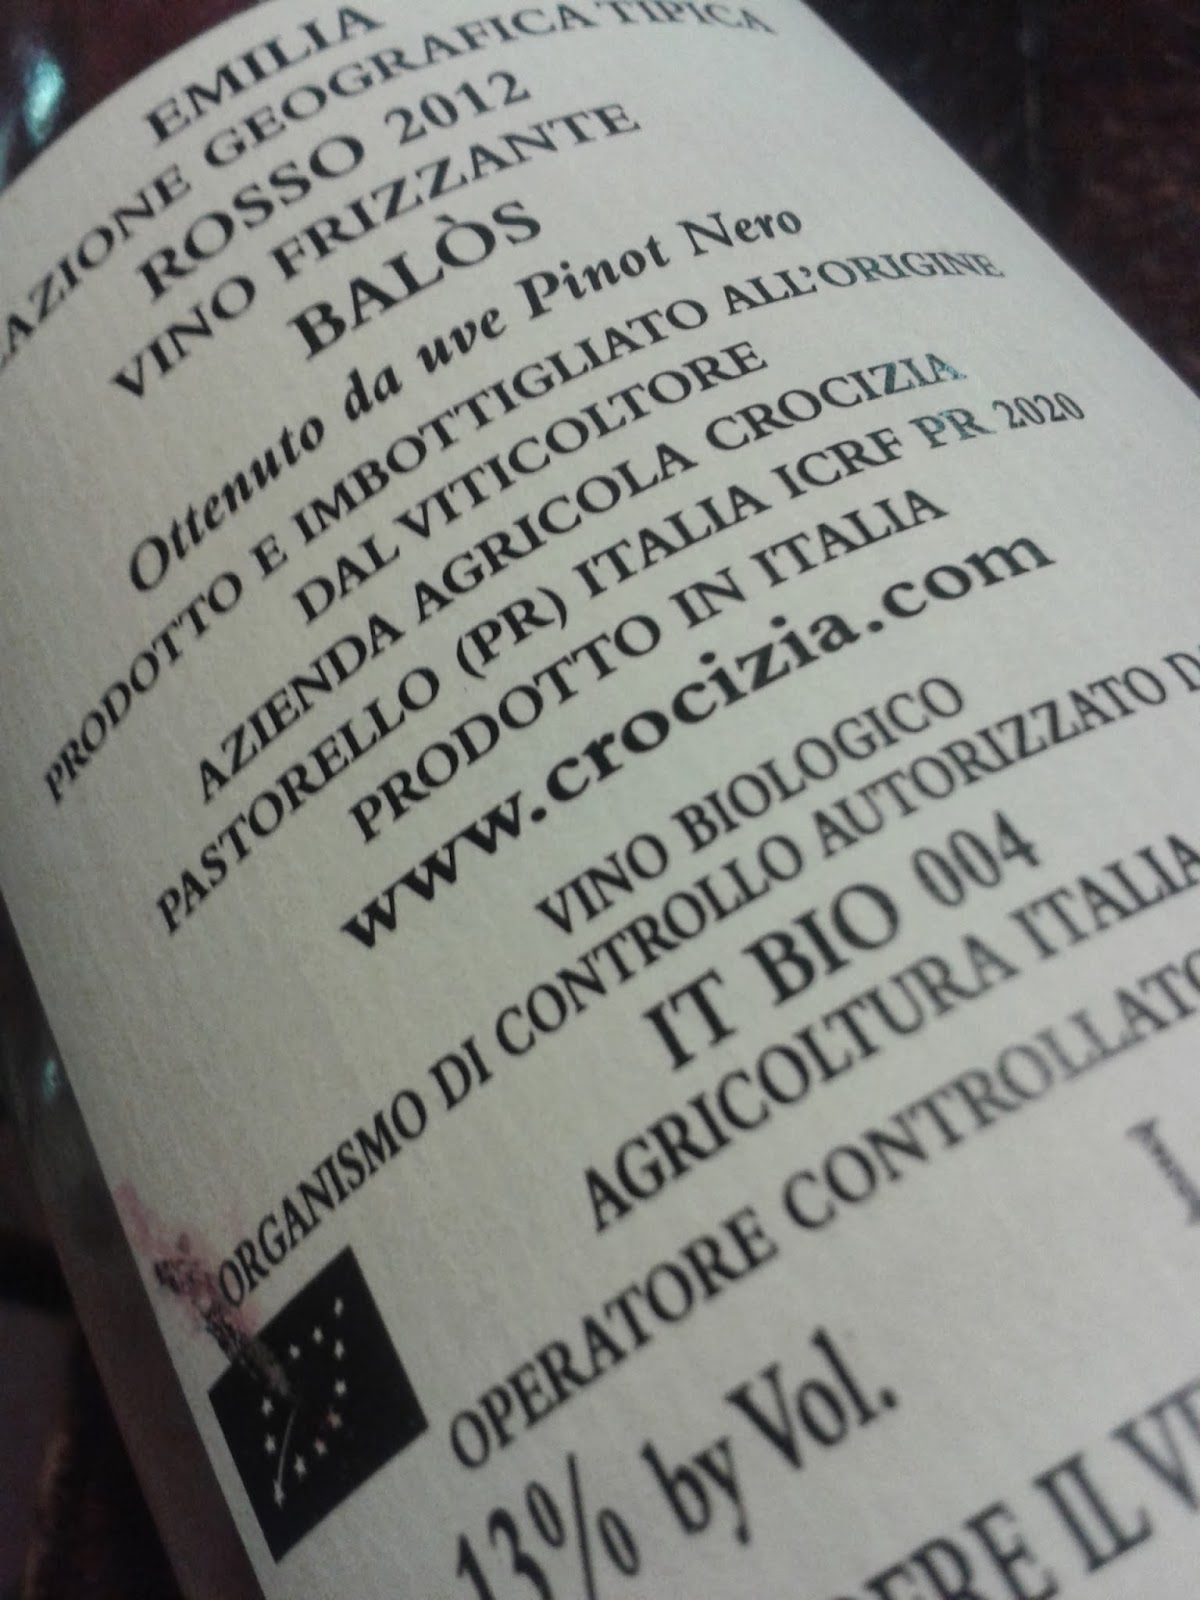 EMILIA
GEOGRAFICA TIPICA
ROSSO 2012
VINO FRIZZANTE
BALÒS
Ottenuto da uve Pinot Nero
PRODOTTO E IMBOTTIGLIATO ALL'ORIGINE
DAL VITICOLTORE
AZIENDA AGRICOLA CROCIZIA
PASTORELLO (PR) ITALIA ICRF PR 2020
PRODOTTO IN ITALIA
www.crocizia.com
VINO BIOLOGICO
ORGANISMO DI CONTROLLO AUTORIZZATO
IT BIO 004
AGRICOLTURA ITALIA
OPERATORE CONTROLLATO
13% by Vol.
IL